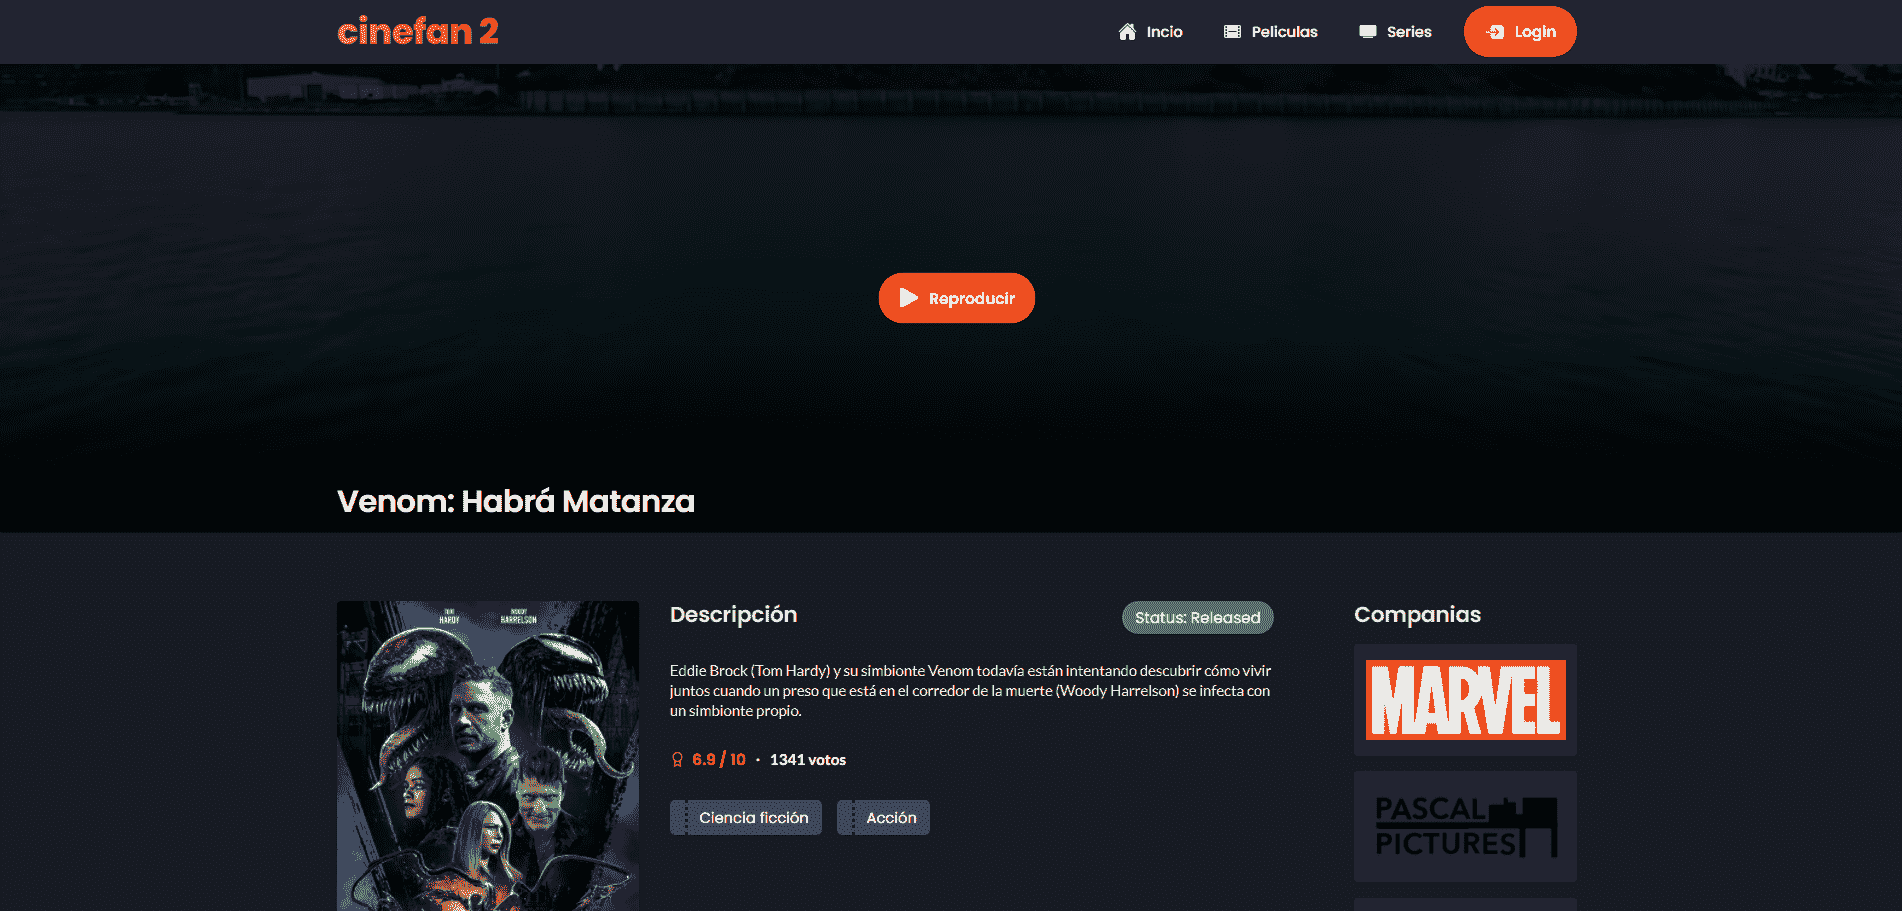 cinefan 2
Incio
Peliculas
Series
Login
Reproducir
Venom: Habrá Matanza
TOM HARDY
WOODY HARRELSON
Descripción
Status: Released
Eddie Brock (Tom Hardy) y su simbionte Venom todavía están intentando descubrir cómo vivir
juntos cuando un preso que está en el corredor de la muerte (Woody Harrelson) se infecta con
un simbionte propio.
6.9 / 10 · 1341 votos
Ciencia ficción
Acción
Companias
MARVEL
PASCAL
PICTURES